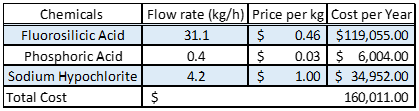 Chemicals Flow rate (kg/h) Price per kg Cost per Year
Fluorosilicic Acid 31.1 $ 0.46 $119,055.00
Phosphoric Acid 0.4 $ 0.03 $ 6,004.00
Sodium Hypochlorite 4.2 $ 1.00 $ 34,952.00
Total Cost $ 160,011.00